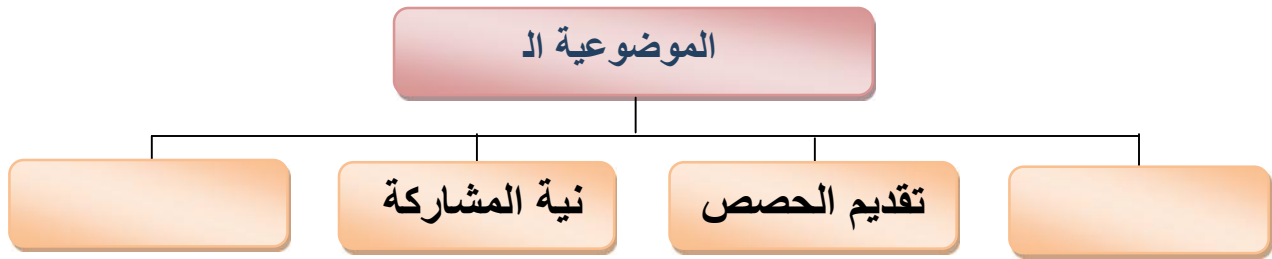 الموضوعية الـ
تقديم الحصص
نية المشاركة